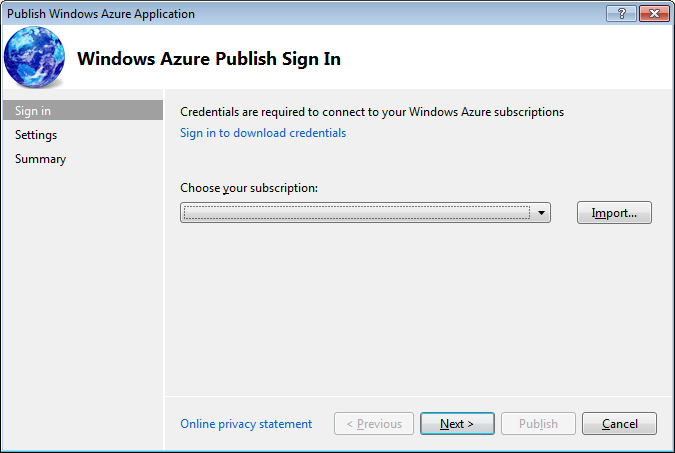 Publish Windows Azure Application
?
Windows Azure Publish Sign In
Sign in
Settings
Summary
Credentials are required to connect to your Windows Azure subscriptions
Sign in to download credentials
Choose your subscription:
Import...
Online privacy statement
< Previous
Next >
Publish
Cancel